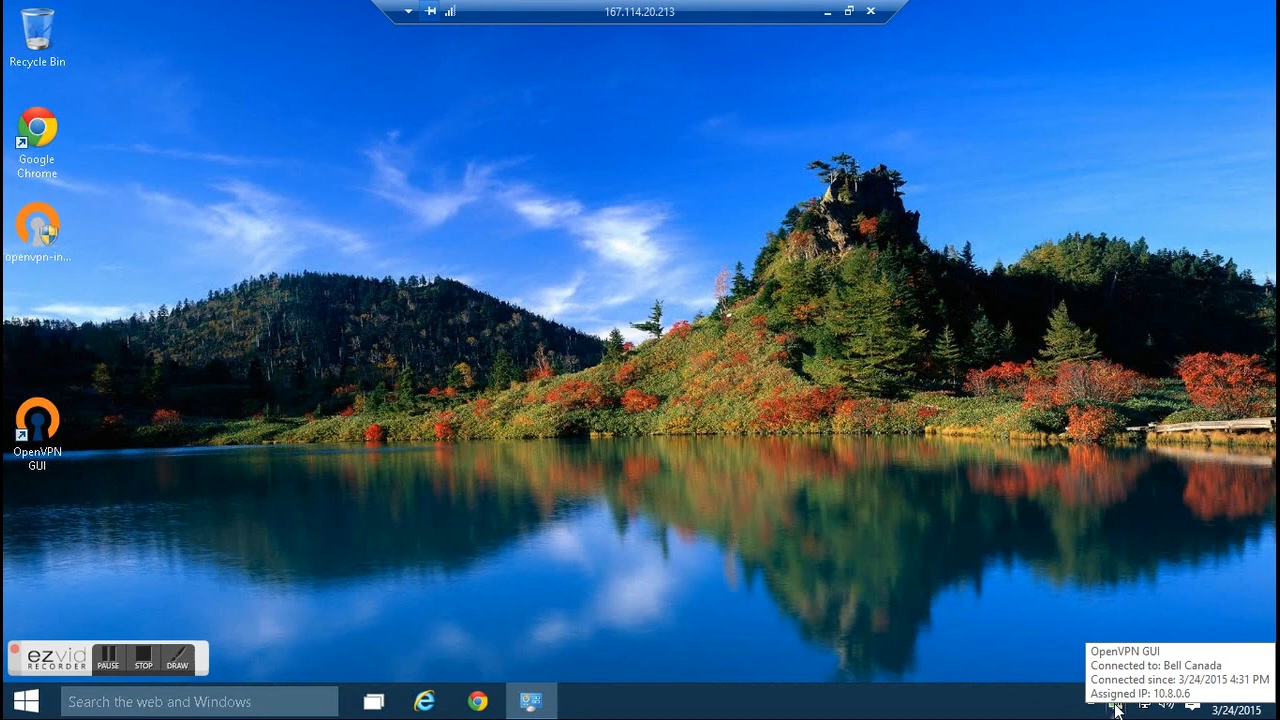 167.114.20.213
Recycle Bin
Google
Chrome
openvpn-in...
OpenVPN
GUI
ezvid
RECORDER
PAUSE
STOP
DRAW
Search the web and Windows
OpenVPN GUI
Connected to: Bell Canada
Connected since: 3/24/2015 4:31 PM
Assigned IP: 10.8.0.6
3/24/2015